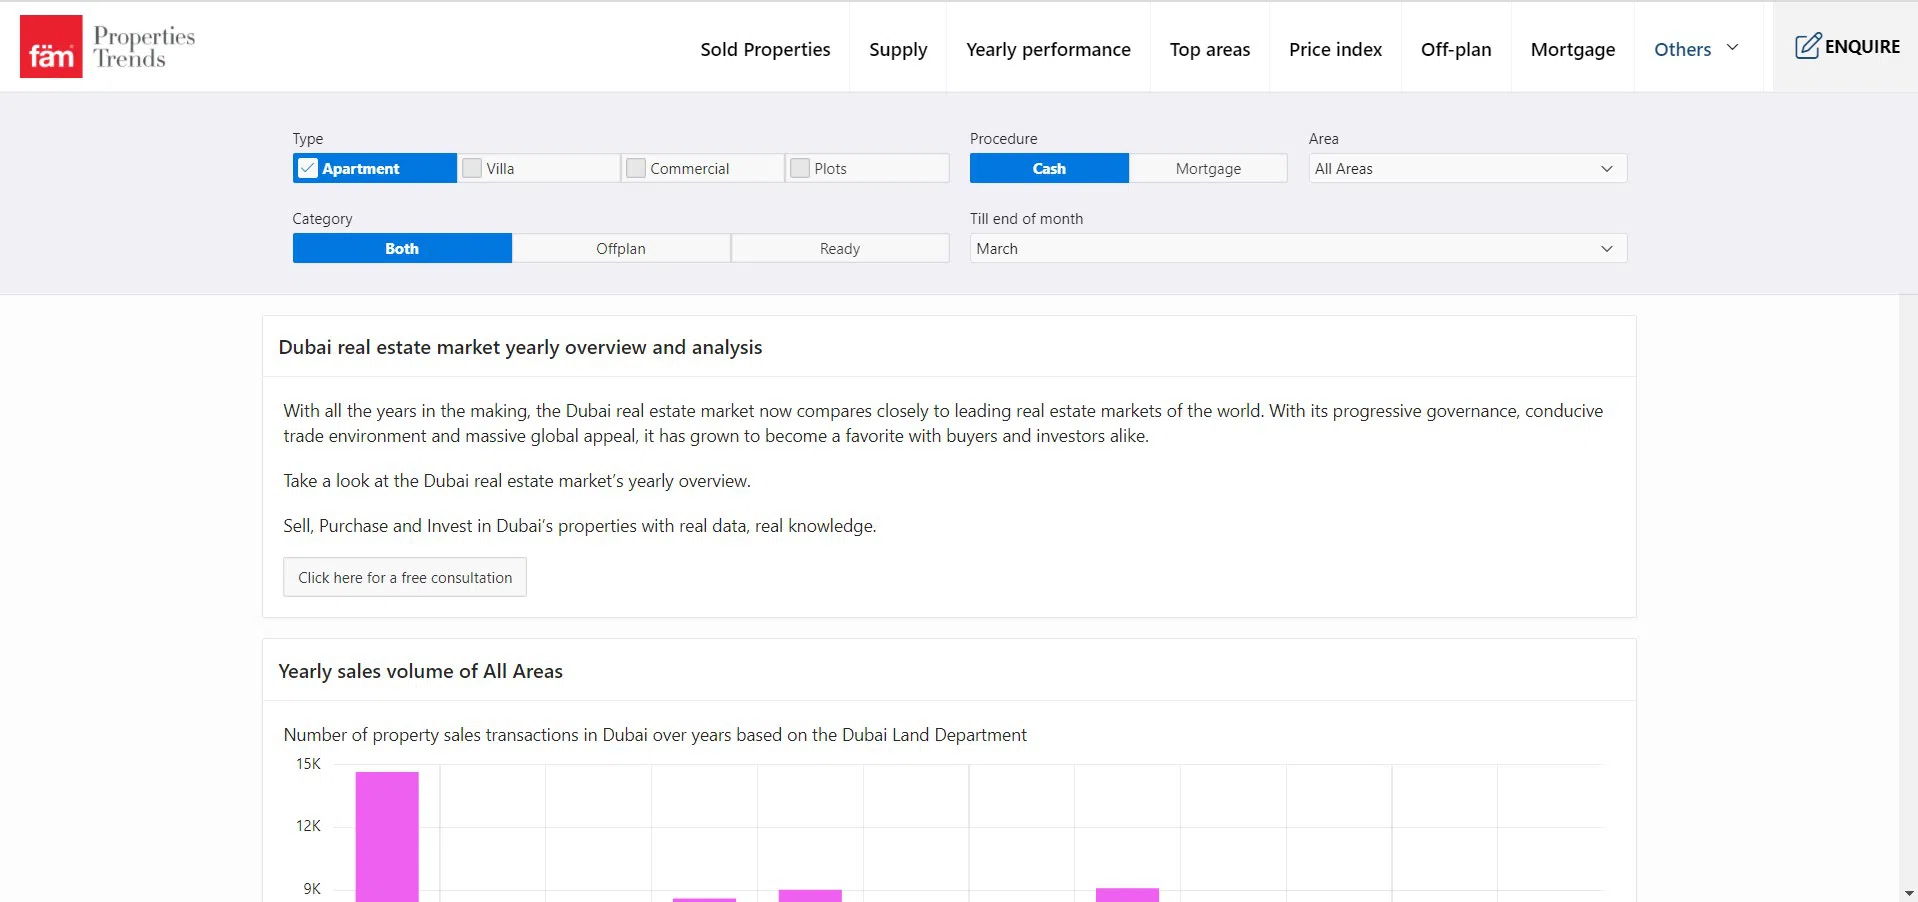 fäm
Properties
Trends
Sold Properties
Supply
Yearly performance
Top areas
Price index
Off-plan
Mortgage
Others
ENQUIRE
Type
Apartment
Villa
Commercial
Plots
Procedure
Cash
Mortgage
Area
All Areas
Category
Both
Offplan
Ready
Till end of month
March
Dubai real estate market yearly overview and analysis
With all the years in the making, the Dubai real estate market now compares closely to leading real estate markets of the world. With its progressive governance, conducive
trade environment and massive global appeal, it has grown to become a favorite with buyers and investors alike.
Take a look at the Dubai real estate market’s yearly overview.
Sell, Purchase and Invest in Dubai’s properties with real data, real knowledge.
Click here for a free consultation
Yearly sales volume of All Areas
Number of property sales transactions in Dubai over years based on the Dubai Land Department
15K
12K
9K